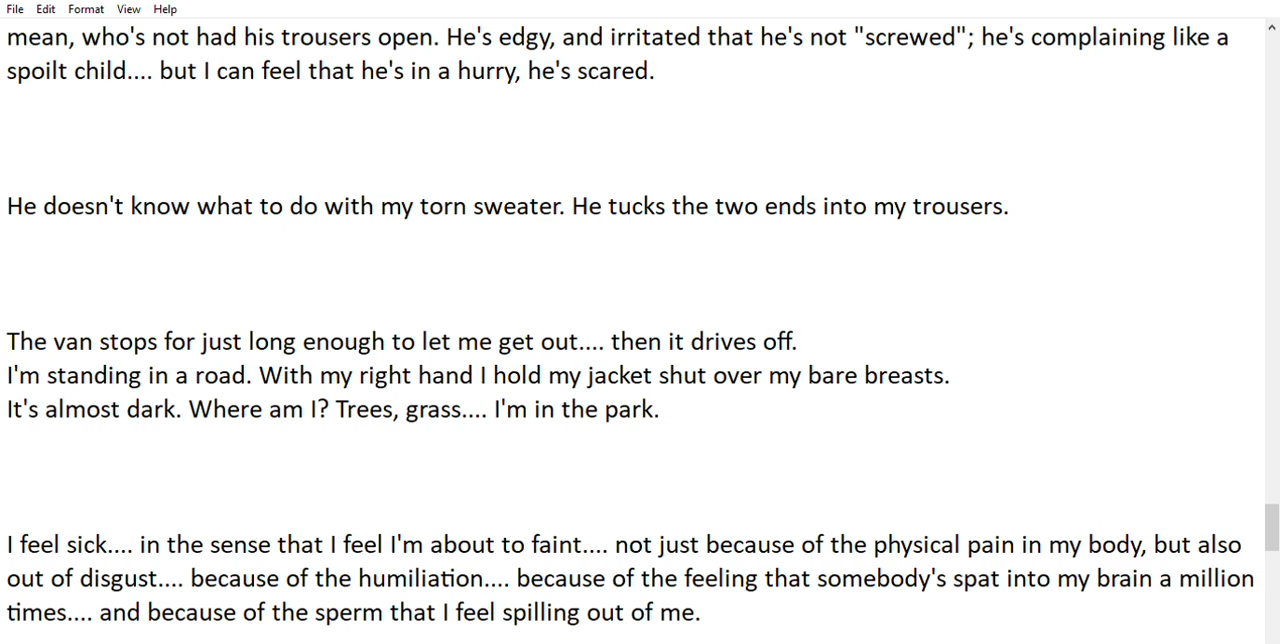 File Edit Format View Help
mean, who's not had his trousers open. He's edgy, and irritated that he's not "screwed"; he's complaining like a
spoilt child.... but I can feel that he's in a hurry, he's scared.
He doesn't know what to do with my torn sweater. He tucks the two ends into my trousers.
The van stops for just long enough to let me get out.... then it drives off.
I'm standing in a road. With my right hand I hold my jacket shut over my bare breasts.
It's almost dark. Where am I? Trees, grass.... I'm in the park.
I feel sick.... in the sense that I feel I'm about to faint.... not just because of the physical pain in my body, but also
out of disgust.... because of the humiliation.... because of the feeling that somebody's spat into my brain a million
times.... and because of the sperm that I feel spilling out of me.